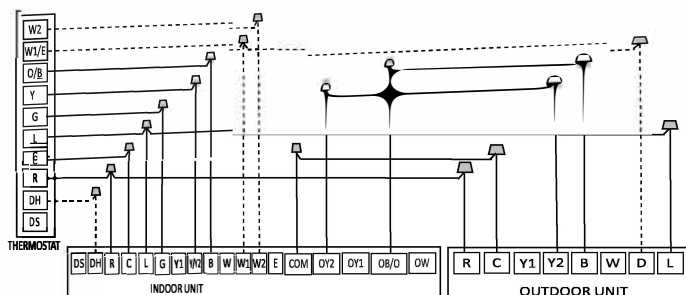 W2
W1/E
O/B
Y
G
L
C
R
DH
DS
THERMOSTAT
DS DH R C L G Y1 Y/Y2 B W W1 W2 E COM OY2 OY1 OB/O OW
INDOOR UNIT
R C Y1 Y2 B W D L
OUTDOOR UNIT